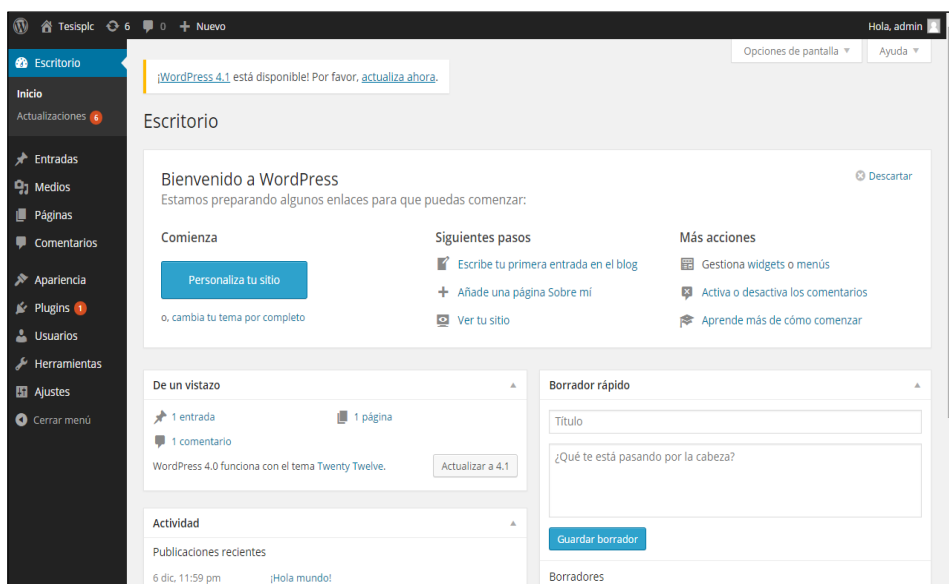 Tesisplc 6 0 Nuevo Hola, admin
Opciones de pantalla Ayuda
Escritorio
Inicio
Actualizaciones 6
Entradas
Medios
Páginas
Comentarios
Apariencia
Plugins 1
Usuarios
Herramientas
Ajustes
Cerrar menú
¡WordPress 4.1 está disponible! Por favor, actualiza ahora.
Escritorio
Bienvenido a WordPress
Descartar
Estamos preparando algunos enlaces para que puedas comenzar:
Comienza
Personaliza tu sitio
o, cambia tu tema por completo
Siguientes pasos
Escribe tu primera entrada en el blog
Añade una página Sobre mí
Ver tu sitio
Más acciones
Gestiona widgets o menús
Activa o desactiva los comentarios
Aprende más de cómo comenzar
De un vistazo
1 entrada 1 página
1 comentario
WordPress 4.0 funciona con el tema Twenty Twelve. Actualizar a 4.1
Actividad
Publicaciones recientes
6 dic, 11:59 pm ¡Hola mundo!
Borrador rápido
Título
¿Qué te está pasando por la cabeza?
Guardar borrador
Borradores